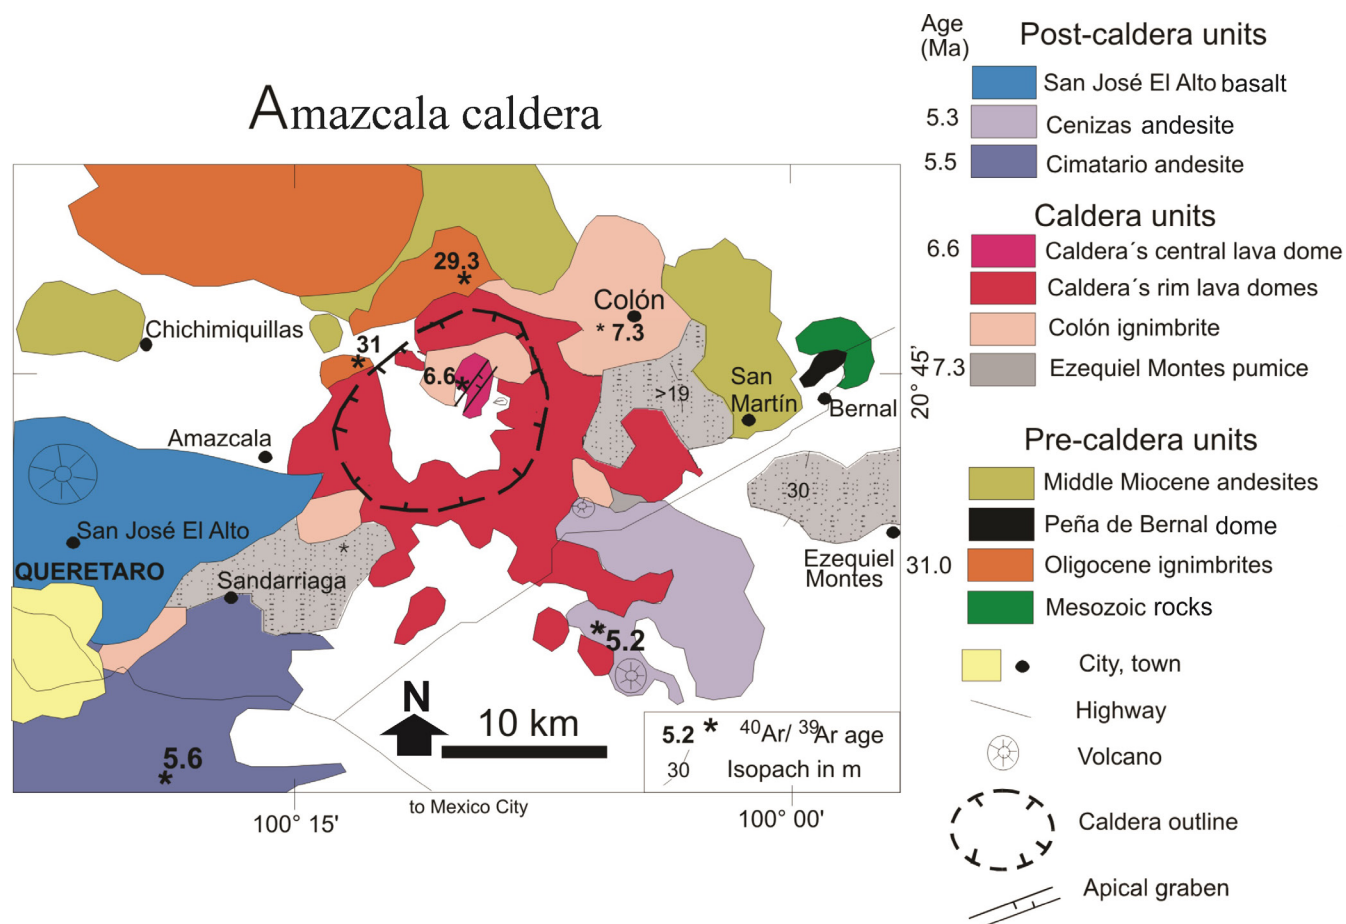 Amazcala caldera
29.3
Colón
* 7.3
Chichimiquillas
31
6.6
>19
San
Martín
Bernal
Amazcala
30
San José El Alto
QUERETARO
Sandarriaga
Ezequiel
Montes
5.2
5.6
N
10 km
5.2 * 40Ar/ 39Ar age
30 Isopach in m
to Mexico City
100° 15'
100° 00'
20° 45'
Age
(Ma)
Post-caldera units
San José El Alto basalt
5.3 Cenizas andesite
5.5 Cimatario andesite
Caldera units
6.6 Caldera´s central lava dome
Caldera´s rim lava domes
Colón ignimbrite
7.3 Ezequiel Montes pumice
Pre-caldera units
Middle Miocene andesites
Peña de Bernal dome
31.0 Oligocene ignimbrites
Mesozoic rocks
City, town
Highway
Volcano
Caldera outline
Apical graben